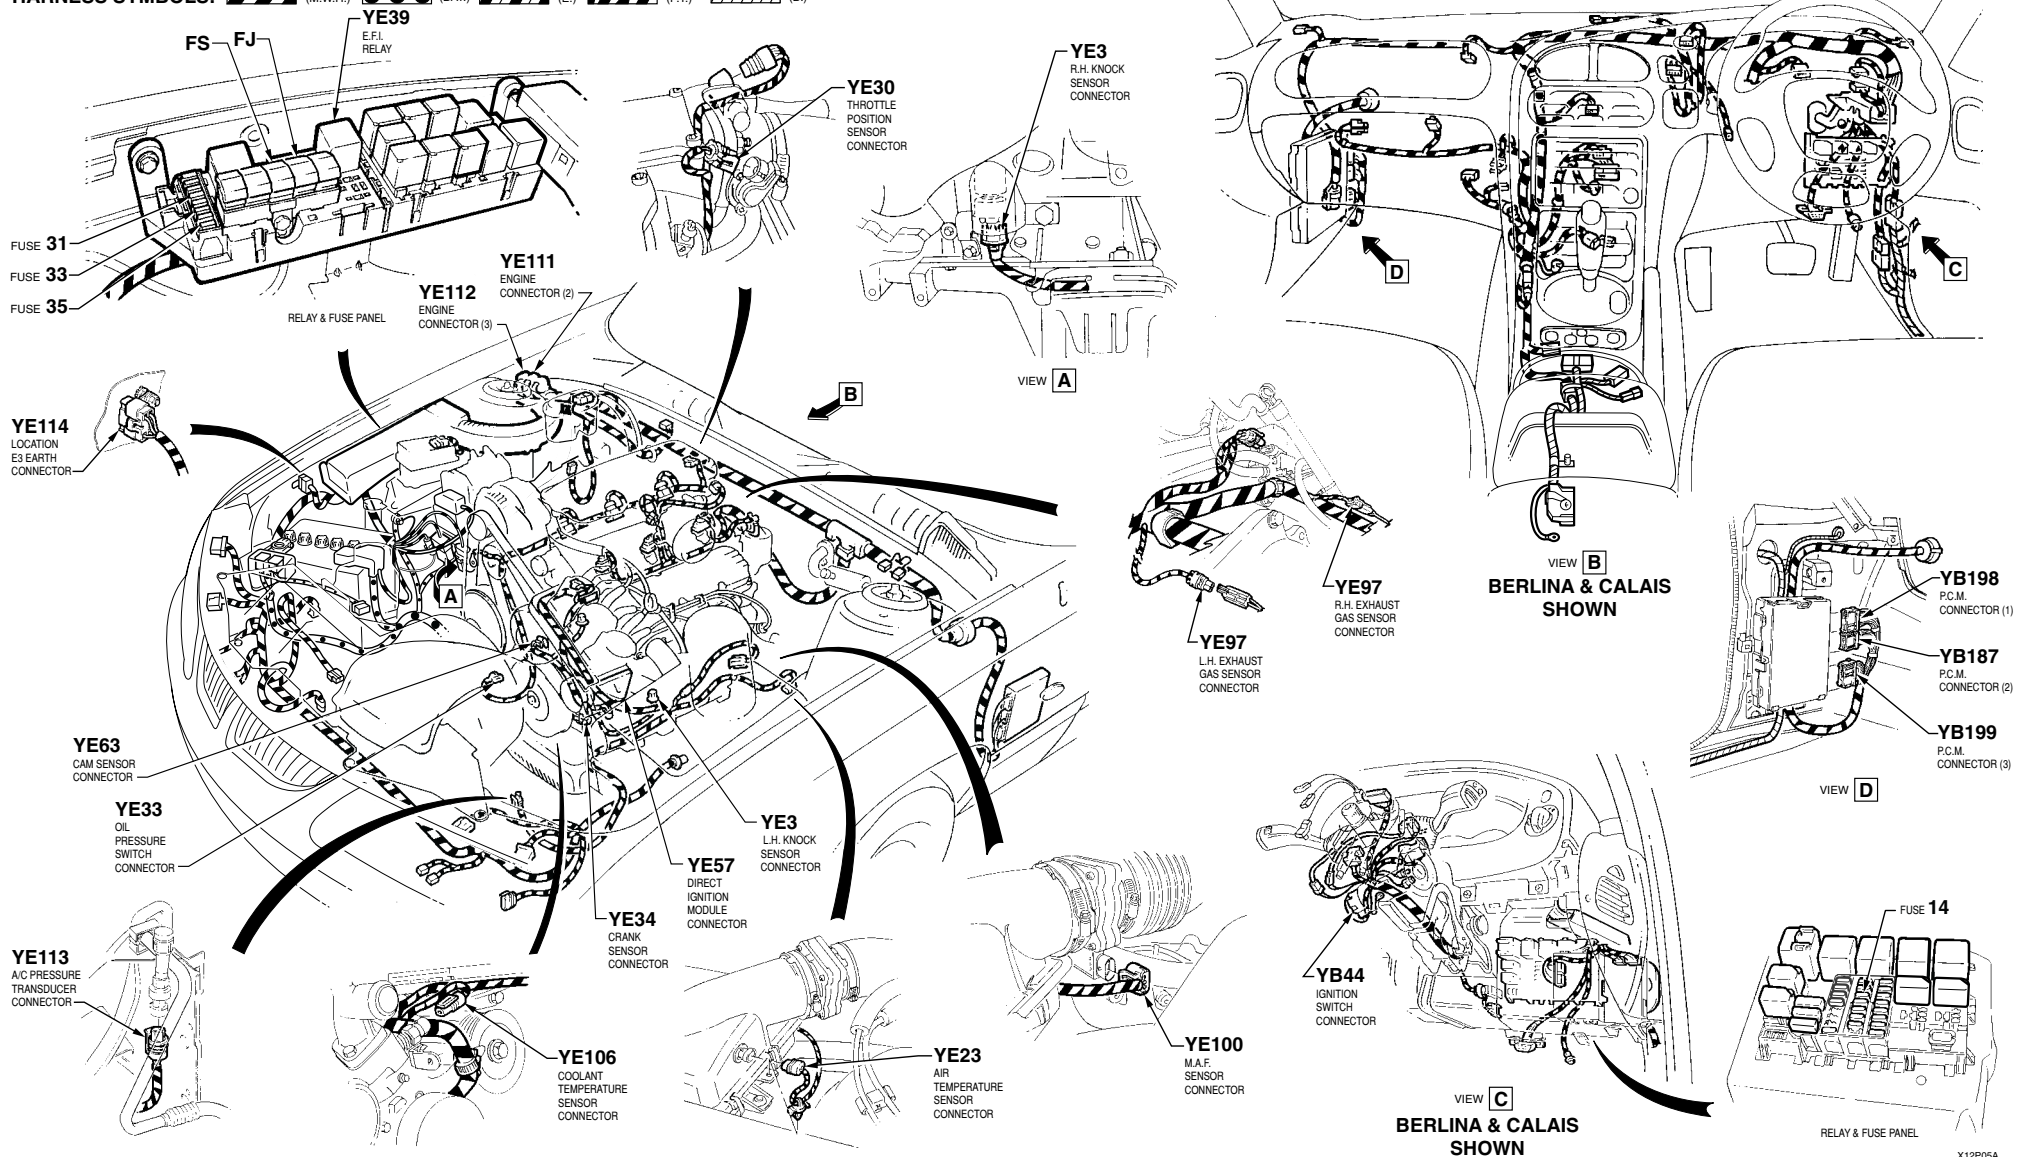 HARNESS SYMBOLS:
YE39
E.F.I.
RELAY
FS
FJ
FUSE 31
FUSE 33
FUSE 35
RELAY & FUSE PANEL
YE30
THROTTLE
POSITION
SENSOR
CONNECTOR
YE3
R.H. KNOCK
SENSOR
CONNECTOR
VIEW A
YE111
ENGINE
CONNECTOR (2)
YE112
ENGINE
CONNECTOR (3)
YE114
LOCATION
E3 EARTH
CONNECTOR
B
A
D
C
VIEW B
BERLINA & CALAIS
SHOWN
YE97
R.H. EXHAUST
GAS SENSOR
CONNECTOR
YE97
L.H. EXHAUST
GAS SENSOR
CONNECTOR
YB198
P.C.M.
CONNECTOR (1)
YB187
P.C.M.
CONNECTOR (2)
YB199
P.C.M.
CONNECTOR (3)
VIEW D
YE63
CAM SENSOR
CONNECTOR
YE33
OIL
PRESSURE
SWITCH
CONNECTOR
YE3
L.H. KNOCK
SENSOR
CONNECTOR
YE57
DIRECT
IGNITION
MODULE
CONNECTOR
YE34
CRANK
SENSOR
CONNECTOR
YE113
A/C PRESSURE
TRANSDUCER
CONNECTOR
YE106
COOLANT
TEMPERATURE
SENSOR
CONNECTOR
YE23
AIR
TEMPERATURE
SENSOR
CONNECTOR
YE100
M.A.F.
SENSOR
CONNECTOR
YB44
IGNITION
SWITCH
CONNECTOR
VIEW C
BERLINA & CALAIS
SHOWN
FUSE 14
RELAY & FUSE PANEL
X12P05A